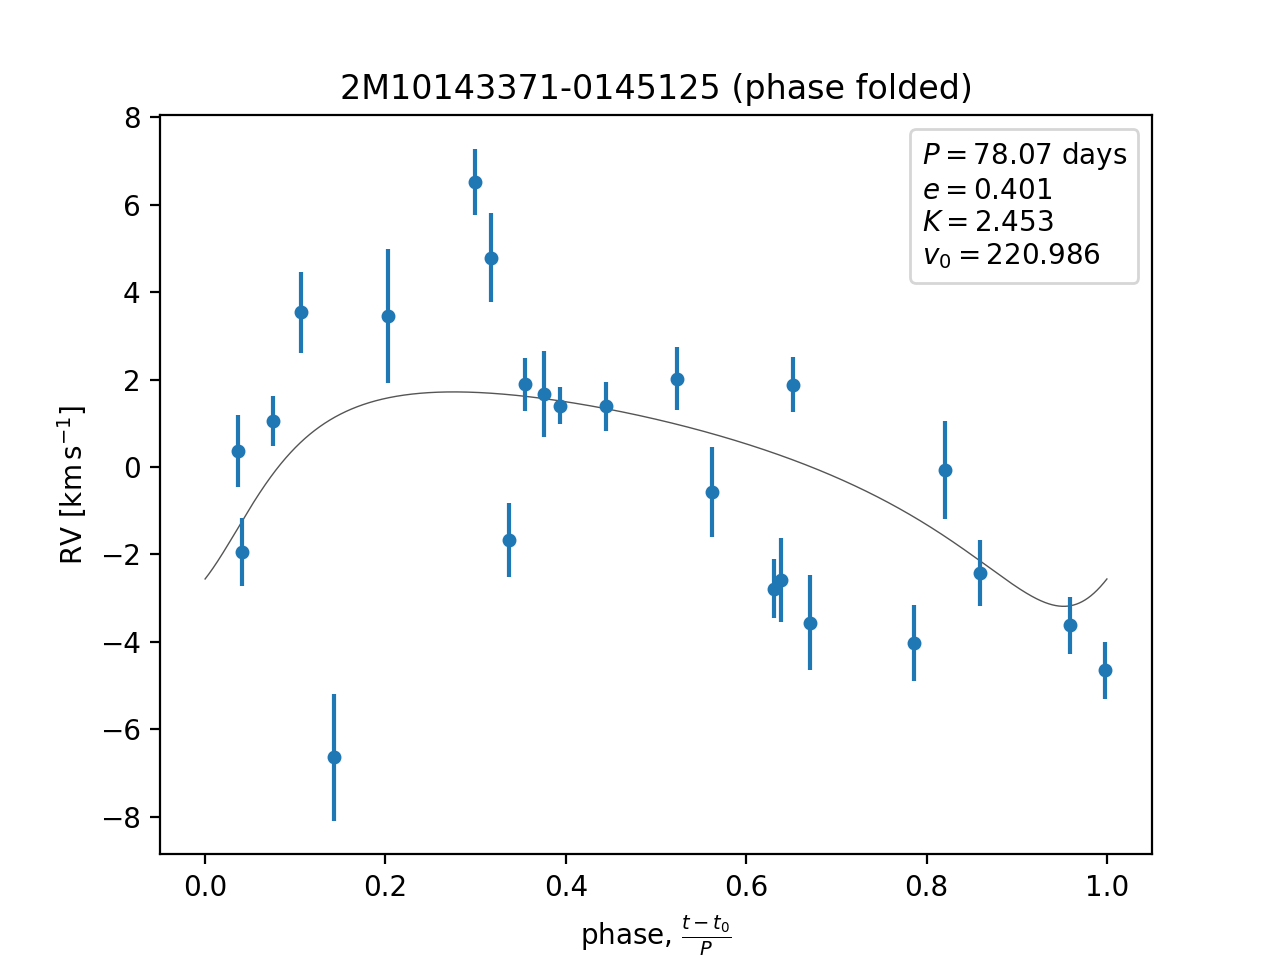 2M10143371-0145125 (phase folded)
P = 78.07 days
e = 0.401
K = 2.453
v₀ = 220.986
RV [km s⁻¹]
8
6
4
2
0
−2
−4
−6
−8
0.0 0.2 0.4 0.6 0.8 1.0
phase, (t − t₀)/P